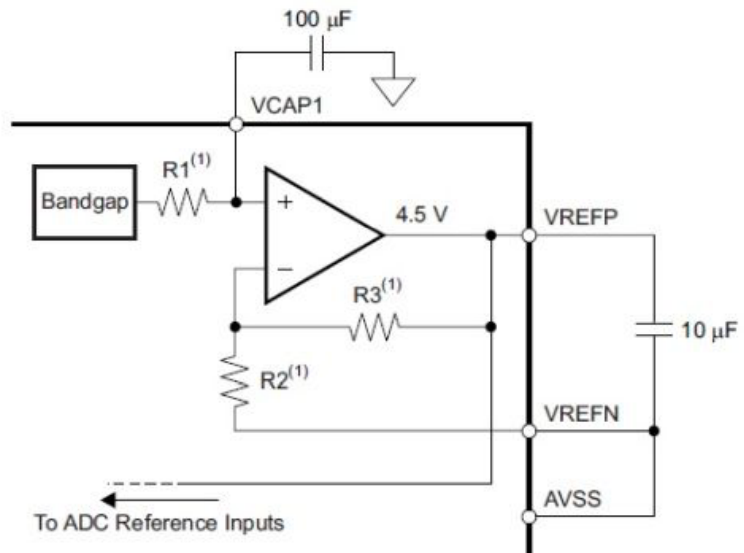 100 μF
VCAP1
R1(1)
Bandgap
+
4.5 V
VREFP
−
R3(1)
10 μF
R2(1)
VREFN
AVSS
To ADC Reference Inputs